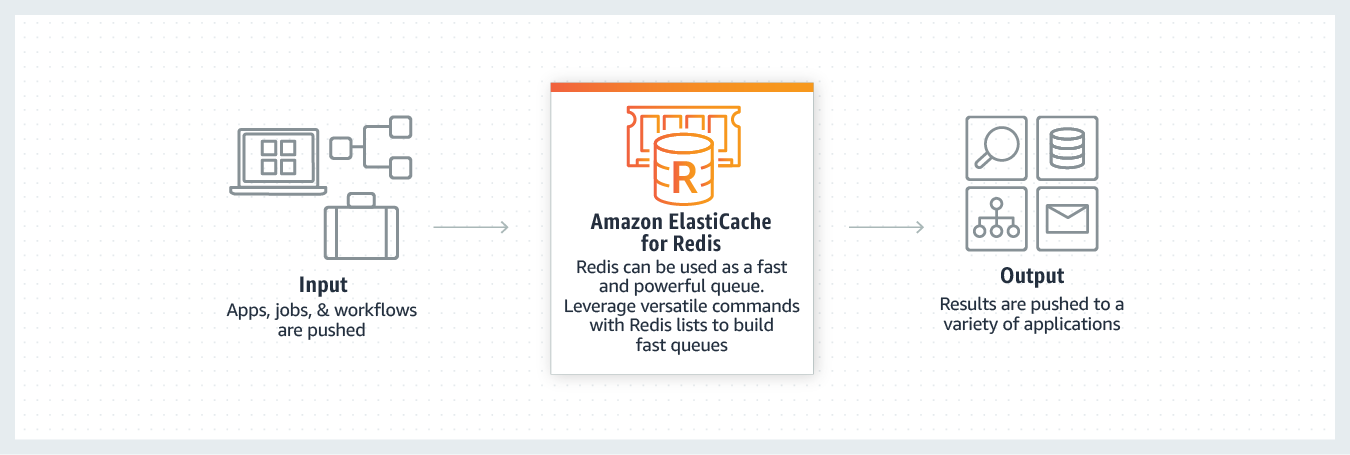 Input
Apps, jobs, & workflows
are pushed
R
Amazon ElastiCache
for Redis
Redis can be used as a fast
and powerful queue.
Leverage versatile commands
with Redis lists to build
fast queues
Output
Results are pushed to a
variety of applications